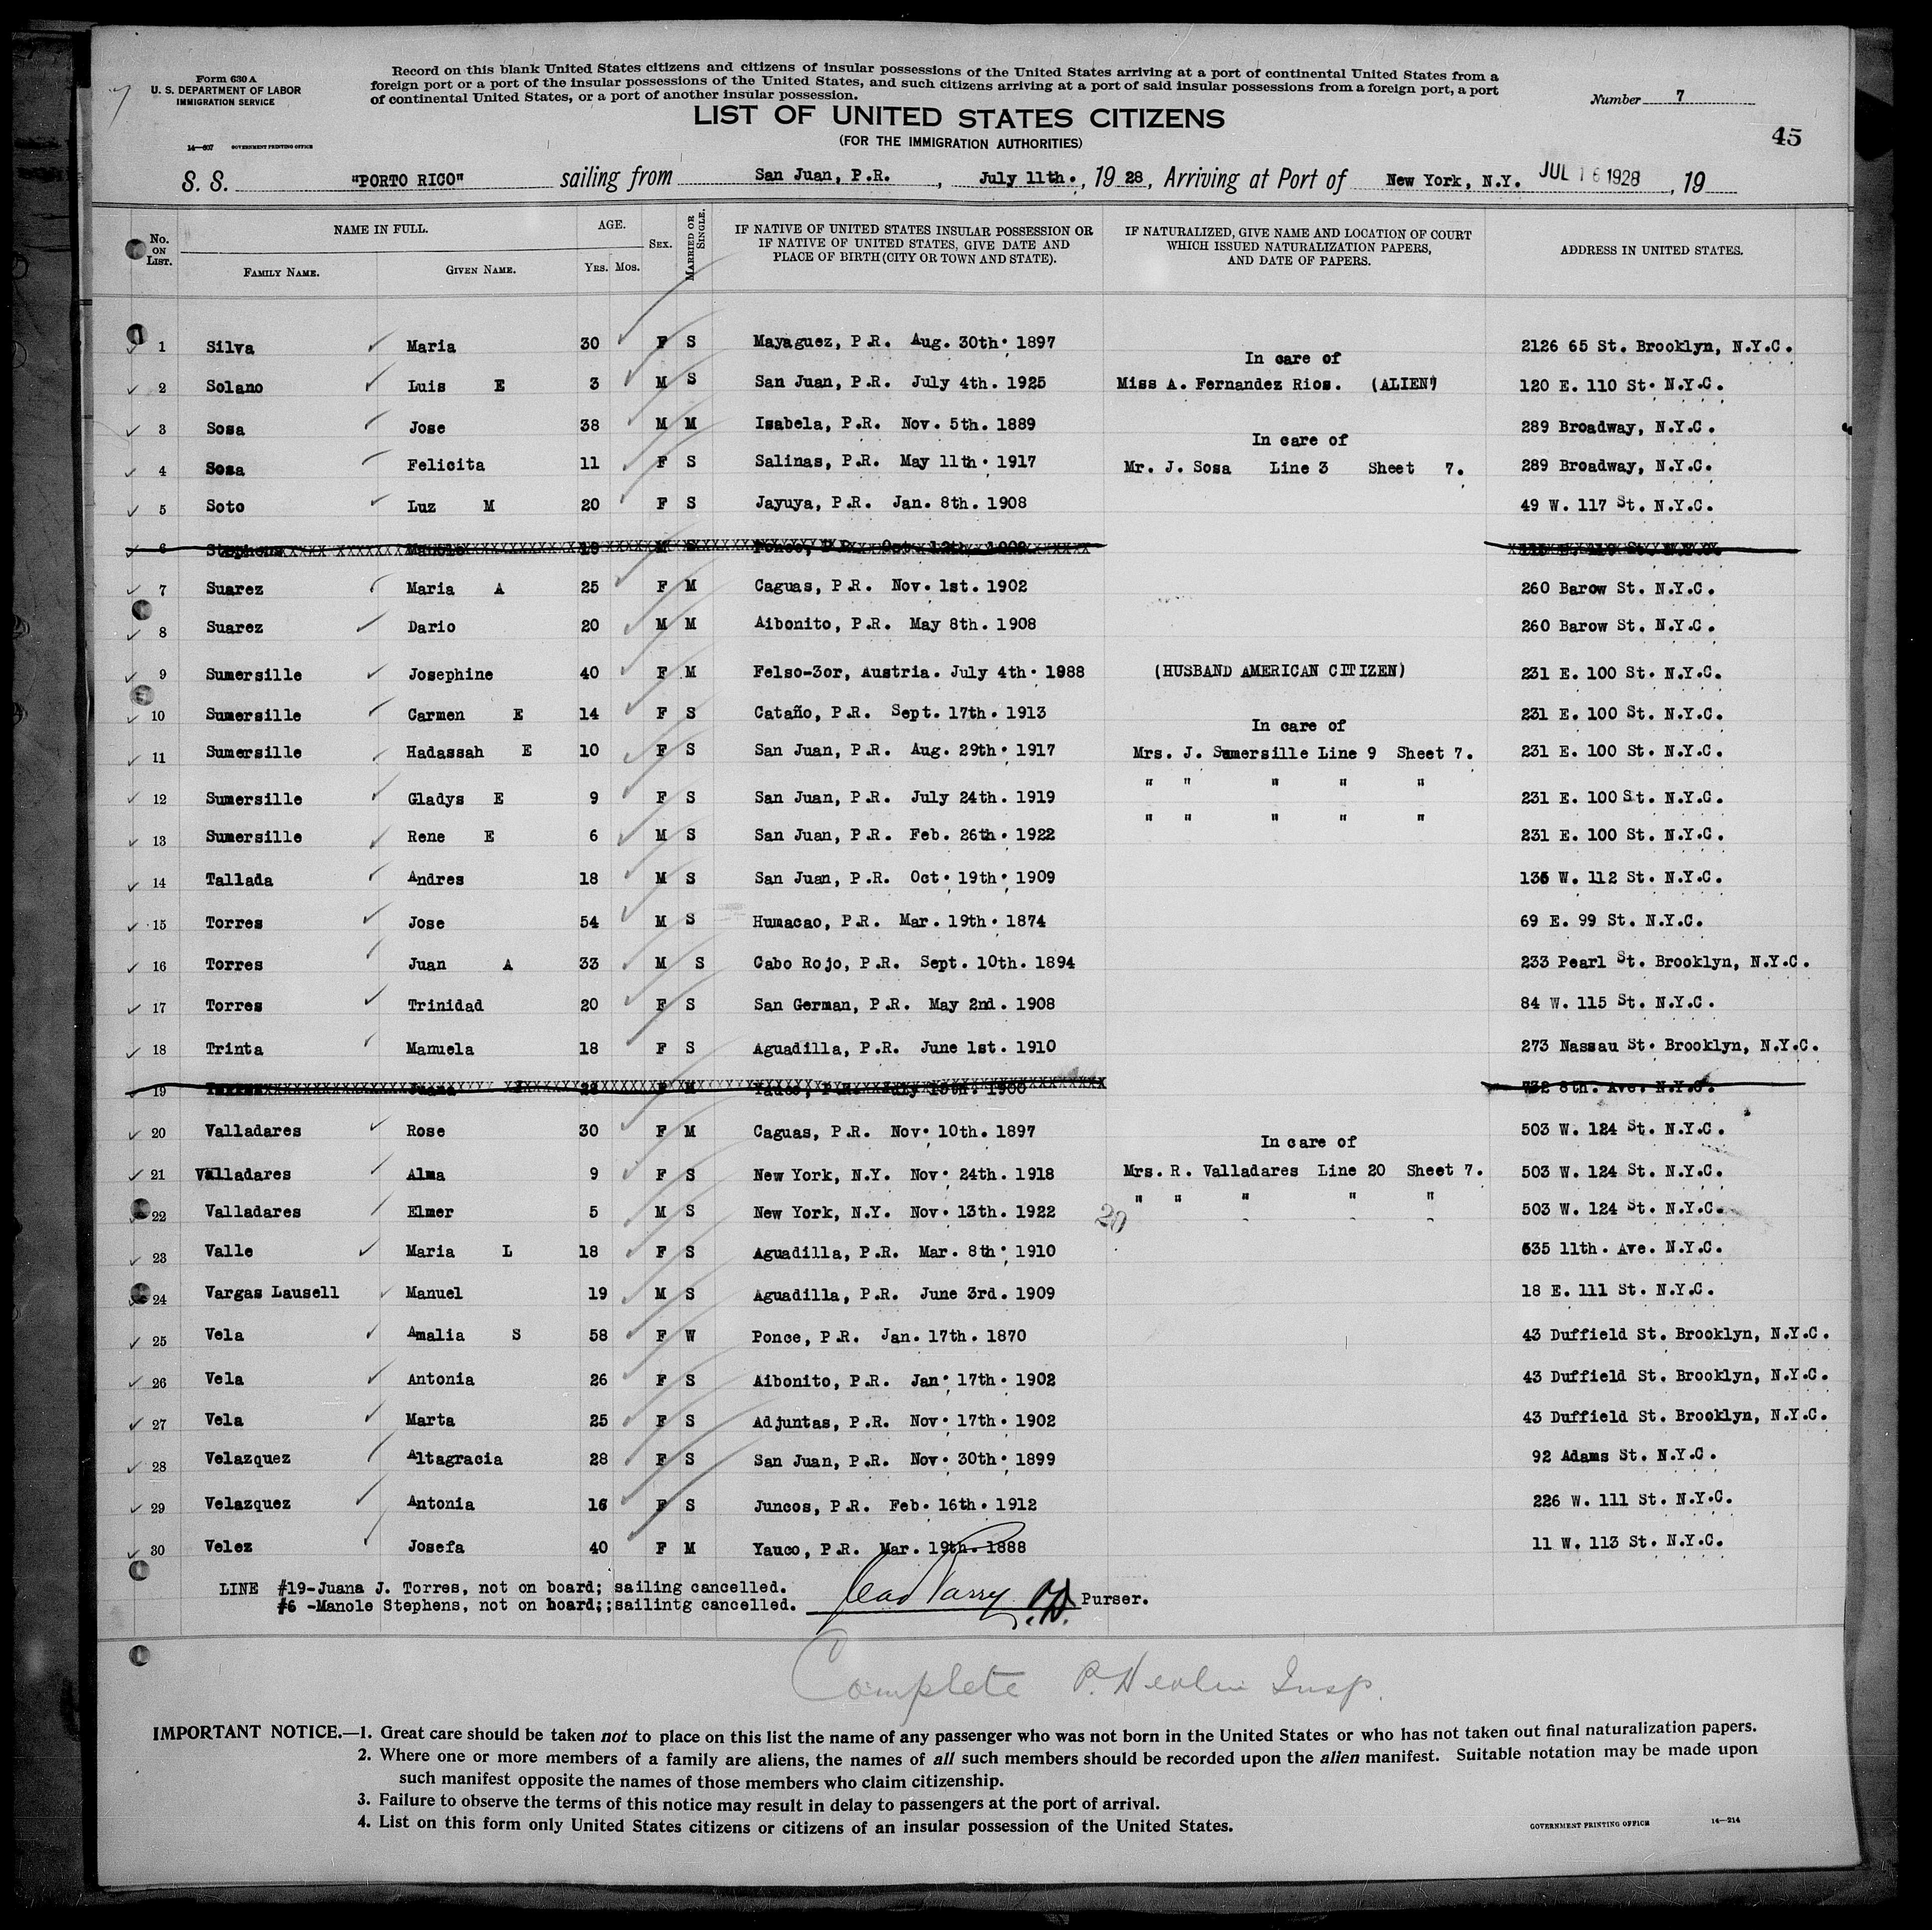 Form 630 A
U. S. DEPARTMENT OF LABOR
IMMIGRATION SERVICE
14—607 GOVERNMENT PRINTING OFFICE
Record on this blank United States citizens and citizens of insular possessions of the United States arriving at a port of continental United States from a
foreign port or a port of the insular possessions of the United States, and such citizens arriving at a port of said insular possessions from a foreign port, a port
of continental United States, or a port of another insular possession.
Number 7
45
LIST OF UNITED STATES CITIZENS
(FOR THE IMMIGRATION AUTHORITIES)
S. S. "PORTO RICO" sailing from San Juan, P.R. , July 11th. , 19 28 , Arriving at Port of New York, N.Y. JUL 16 1928 , 19
No. ON LIST. NAME IN FULL. FAMILY NAME. GIVEN NAME. AGE. YRS. MOS. SEX. MARRIED OR SINGLE. IF NATIVE OF UNITED STATES INSULAR POSSESSION OR IF NATIVE OF UNITED STATES, GIVE DATE AND PLACE OF BIRTH (CITY OR TOWN AND STATE). IF NATURALIZED, GIVE NAME AND LOCATION OF COURT WHICH ISSUED NATURALIZATION PAPERS, AND DATE OF PAPERS. ADDRESS IN UNITED STATES.
1 Silva Maria 30 F S Mayaguez, P.R. Aug. 30th. 1897 2126 65 St. Brooklyn, N.Y.C.
In care of
2 Solano Luis E 3 M S San Juan, P.R. July 4th. 1925 Miss A. Fernandez Rios. (ALIEN) 120 E. 110 St. N.Y.C.
3 Sosa Jose 38 M M Isabela, P.R. Nov. 5th. 1889 289 Broadway, N.Y.C.
In care of
4 Sosa Felicita 11 F S Salinas, P.R. May 11th. 1917 Mr. J. Sosa Line 3 Sheet 7. 289 Broadway, N.Y.C.
5 Soto Luz M 20 F S Jayuya, P.R. Jan. 8th. 1908 49 W. 117 St. N.Y.C.
6 Stephens Manole M S Ponce, P.R. Oct. 12th. St. N.Y.C.
7 Suarez Maria A 25 F M Caguas, P.R. Nov. 1st. 1902 260 Barow St. N.Y.C.
8 Suarez Dario 20 M M Aibonito, P.R. May 8th. 1908 260 Barow St. N.Y.C.
9 Sumersille Josephine 40 F M Felso-3or, Austria. July 4th. 1888 (HUSBAND AMERICAN CITIZEN) 231 E. 100 St. N.Y.C.
10 Sumersille Carmen E 14 F S Cataño, P.R. Sept. 17th. 1913 231 E. 100 St. N.Y.C.
In care of
11 Sumersille Hadassah E 10 F S San Juan, P.R. Aug. 29th. 1917 Mrs. J. Sumersille Line 9 Sheet 7. 231 E. 100 St. N.Y.C.
12 Sumersille Gladys E 9 F S San Juan, P.R. July 24th. 1919 " " " " " 231 E. 100 St. N.Y.C.
13 Sumersille Rene E 6 M S San Juan, P.R. Feb. 26th. 1922 " " " " " 231 E. 100 St. N.Y.C.
14 Tallada Andres 18 M S San Juan, P.R. Oct. 19th. 1909 135 W. 112 St. N.Y.C.
15 Torres Jose 54 M S Humacao, P.R. Mar. 19th. 1874 69 E. 99 St. N.Y.C.
16 Torres Juan A 33 M S Cabo Rojo, P.R. Sept. 10th. 1894 233 Pearl St. Brooklyn, N.Y.C.
17 Torres Trinidad 20 F S San German, P.R. May 2nd. 1908 84 W. 115 St. N.Y.C.
18 Trinta Manuela 18 F S Aguadilla, P.R. June 1st. 1910 273 Nassau St. Brooklyn, N.Y.C.
19 Torres Juana J 28 F M Yauco, P.R. July 1900 732 8th. Ave. N.Y.C.
20 Valladares Rose 30 F M Caguas, P.R. Nov. 10th. 1897 503 W. 124 St. N.Y.C.
In care of
21 Valladares Alma 9 F S New York, N.Y. Nov. 24th. 1918 Mrs. R. Valladares Line 20 Sheet 7. 503 W. 124 St. N.Y.C.
22 Valladares Elmer 5 M S New York, N.Y. Nov. 13th. 1922 " " " " " 503 W. 124 St. N.Y.C.
20
23 Valle Maria L 18 F S Aguadilla, P.R. Mar. 8th. 1910 635 11th. Ave. N.Y.C.
24 Vargas Lausell Manuel 19 M S Aguadilla, P.R. June 3rd. 1909 18 E. 111 St. N.Y.C.
25 Vela Amalia S 58 F W Ponce, P.R. Jan. 17th. 1870 43 Duffield St. Brooklyn, N.Y.C.
26 Vela Antonia 26 F S Aibonito, P.R. Jan. 17th. 1902 43 Duffield St. Brooklyn, N.Y.C.
27 Vela Marta 25 F S Adjuntas, P.R. Nov. 17th. 1902 43 Duffield St. Brooklyn, N.Y.C.
28 Velazquez Altagracia 28 F S San Juan, P.R. Nov. 30th. 1899 92 Adams St. N.Y.C.
29 Velazquez Antonia 16 F S Juncos, P.R. Feb. 16th. 1912 226 W. 111 St. N.Y.C.
30 Velez Josefa 40 F M Yauco, P.R. Mar. 19th. 1888 11 W. 113 St. N.Y.C.
LINE #19-Juana J. Torres, not on board; sailing cancelled.
#6 -Manole Stephens, not on board;;sailintg cancelled. Purser.
Complete P. Insp.
IMPORTANT NOTICE.—1. Great care should be taken not to place on this list the name of any passenger who was not born in the United States or who has not taken out final naturalization papers.
2. Where one or more members of a family are aliens, the names of all such members should be recorded upon the alien manifest. Suitable notation may be made upon
such manifest opposite the names of those members who claim citizenship.
3. Failure to observe the terms of this notice may result in delay to passengers at the port of arrival.
4. List on this form only United States citizens or citizens of an insular possession of the United States.
GOVERNMENT PRINTING OFFICE 14—214